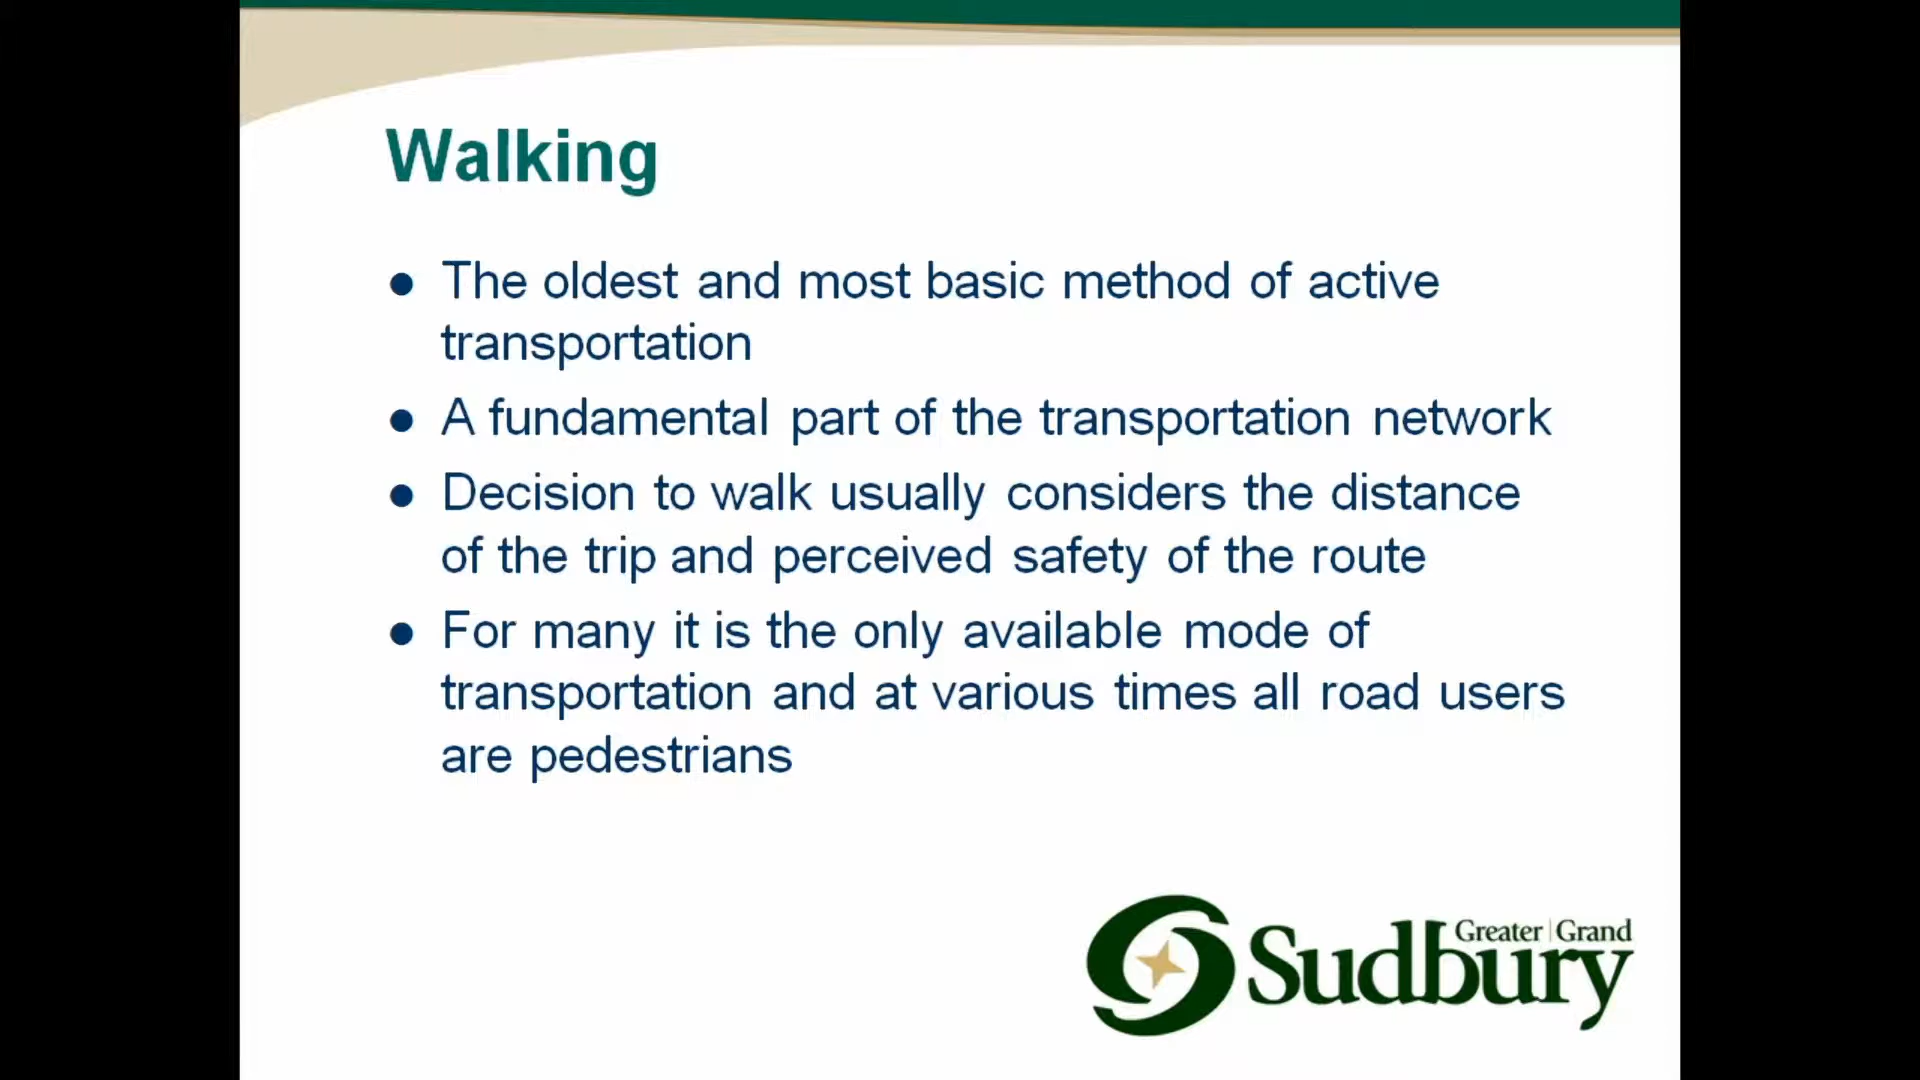 Walking
● The oldest and most basic method of active
transportation
● A fundamental part of the transportation network
● Decision to walk usually considers the distance
of the trip and perceived safety of the route
● For many it is the only available mode of
transportation and at various times all road users
are pedestrians
Greater | Grand
Sudbury